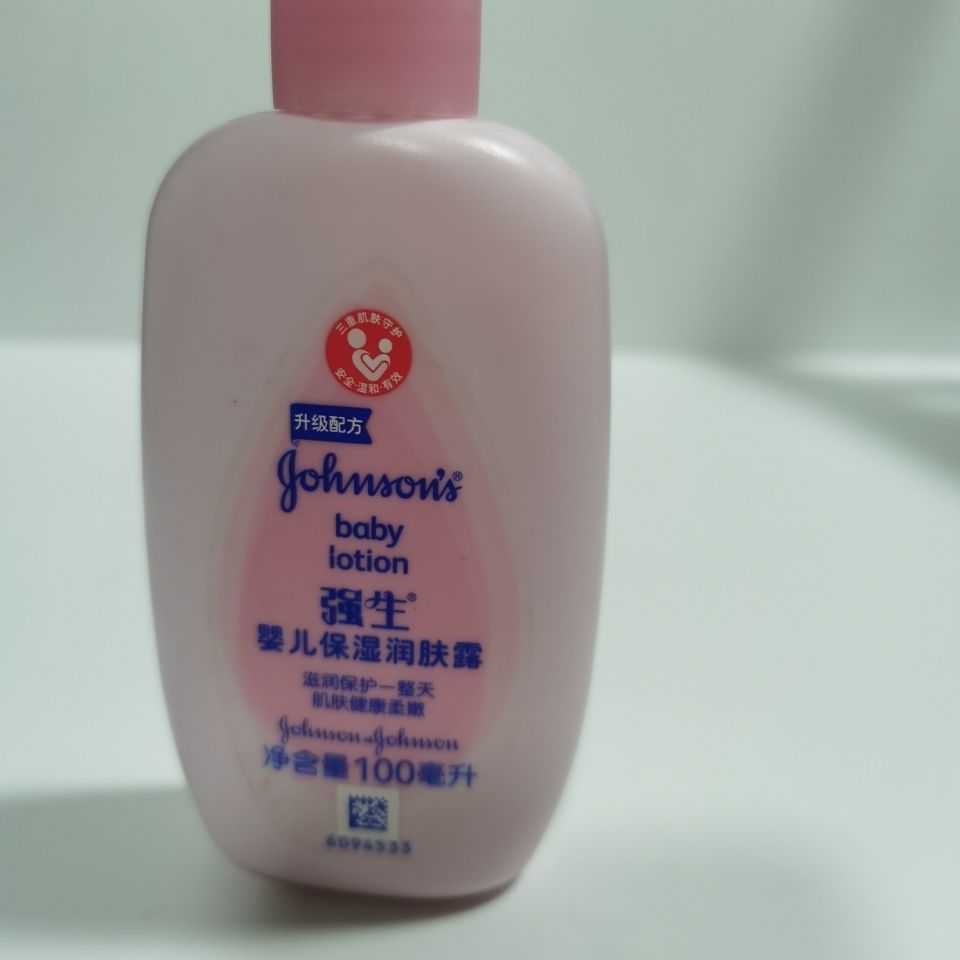 三重肌肤守护
安全·温和·有效
升级配方
Johnson's®
baby
lotion
强生®
婴儿保湿润肤露
滋润保护一整天
肌肤健康柔嫩
Johnson & Johnson
净含量100毫升
6094533